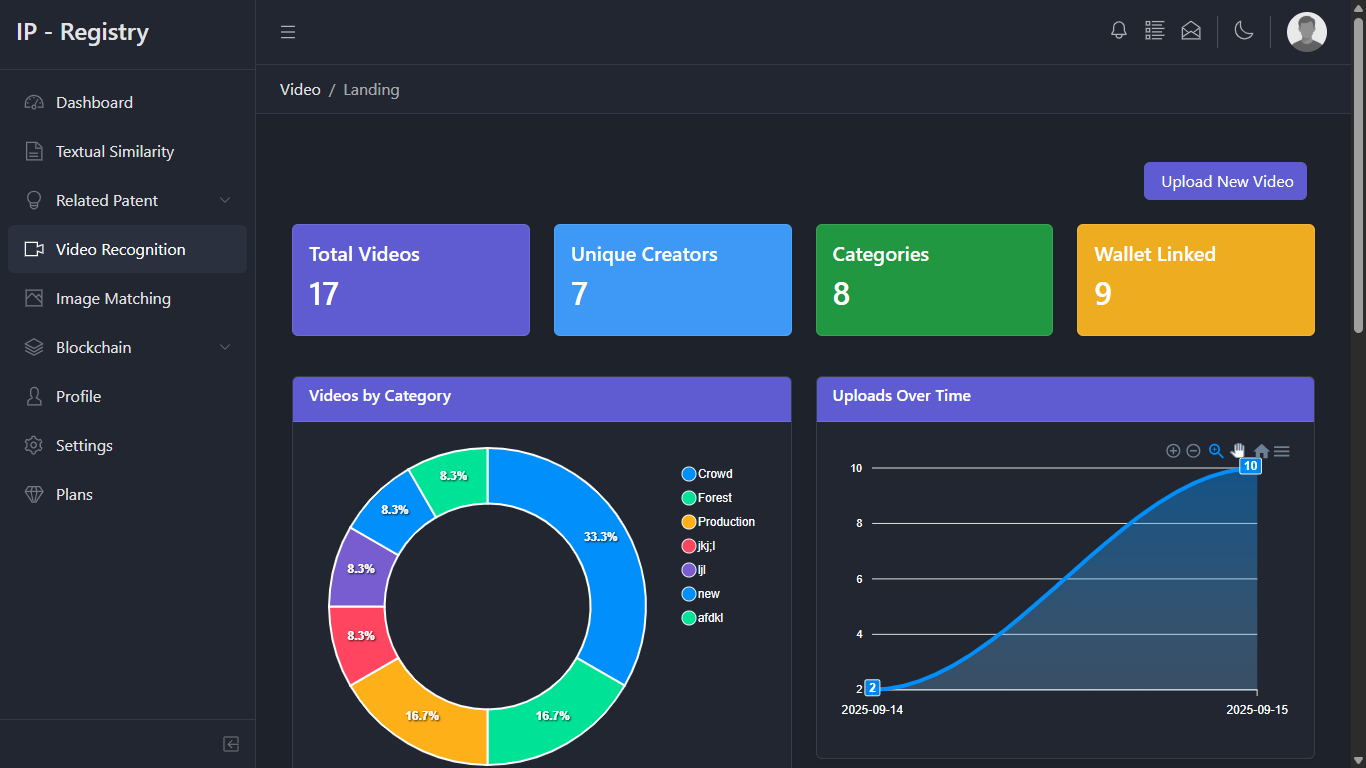 IP - Registry
Dashboard
Textual Similarity
Related Patent
Video Recognition
Image Matching
Blockchain
Profile
Settings
Plans
Video / Landing
Upload New Video
Total Videos
17
Unique Creators
7
Categories
8
Wallet Linked
9
Videos by Category
8.3%
8.3%
33.3%
8.3%
8.3%
16.7%
16.7%
Crowd
Forest
Production
jkj;l
ljl
new
afdkl
Uploads Over Time
10
10
8
6
4
2
2
2025-09-14
2025-09-15